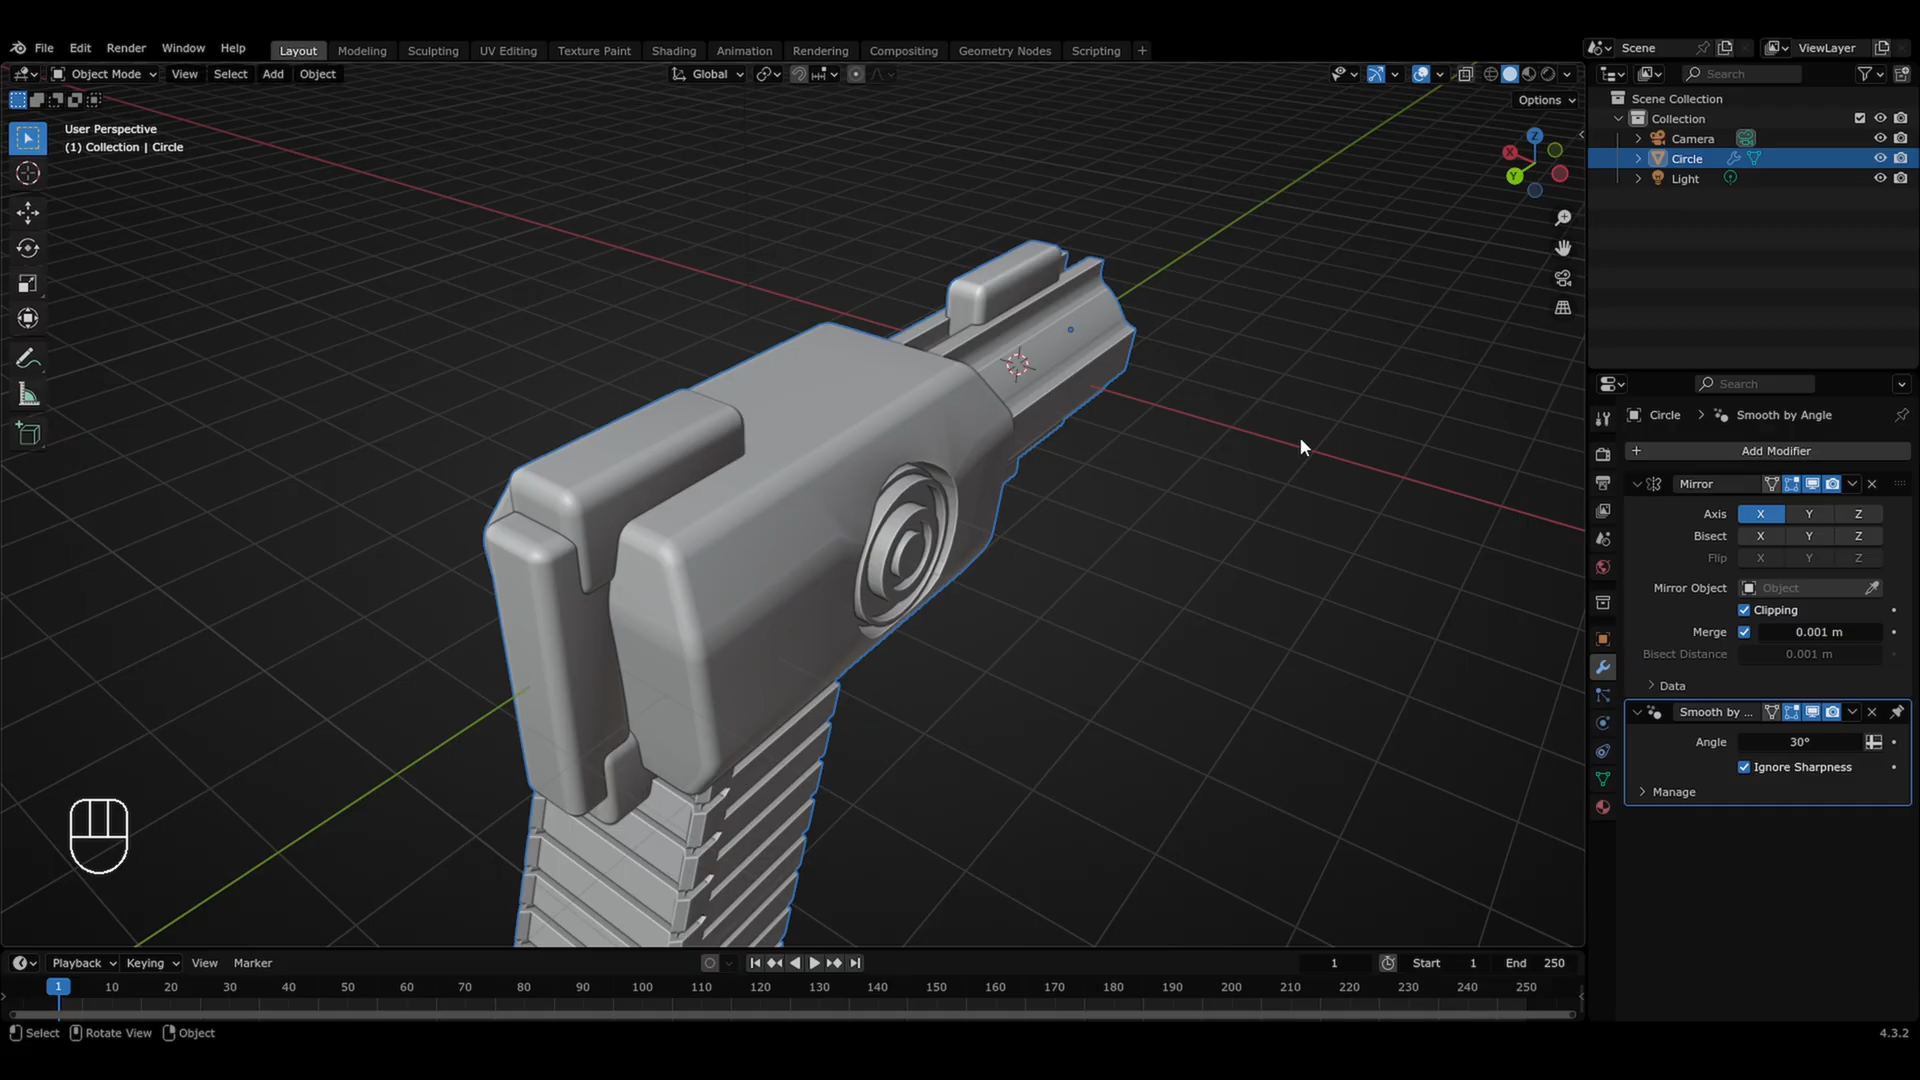 File Edit Render Window Help
Layout Modeling Sculpting UV Editing Texture Paint Shading Animation Rendering Compositing Geometry Nodes Scripting +
Scene
ViewLayer
Object Mode View Select Add Object
Global
Search
Options
User Perspective
(1) Collection | Circle
Z
X
Y
Scene Collection
Collection
Camera
Circle
Light
Search
Circle > Smooth by Angle
+ Add Modifier
Mirror
Axis X Y Z
Bisect X Y Z
Flip X Y Z
Mirror Object Object
Clipping
Merge 0.001 m
Bisect Distance 0.001 m
Data
Smooth by ...
Angle 30°
Ignore Sharpness
Manage
Playback Keying View Marker
1 Start 1 End 250
1 10 20 30 40 50 60 70 80 90 100 110 120 130 140 150 160 170 180 190 200 210 220 230 240 250
Select Rotate View Object
4.3.2